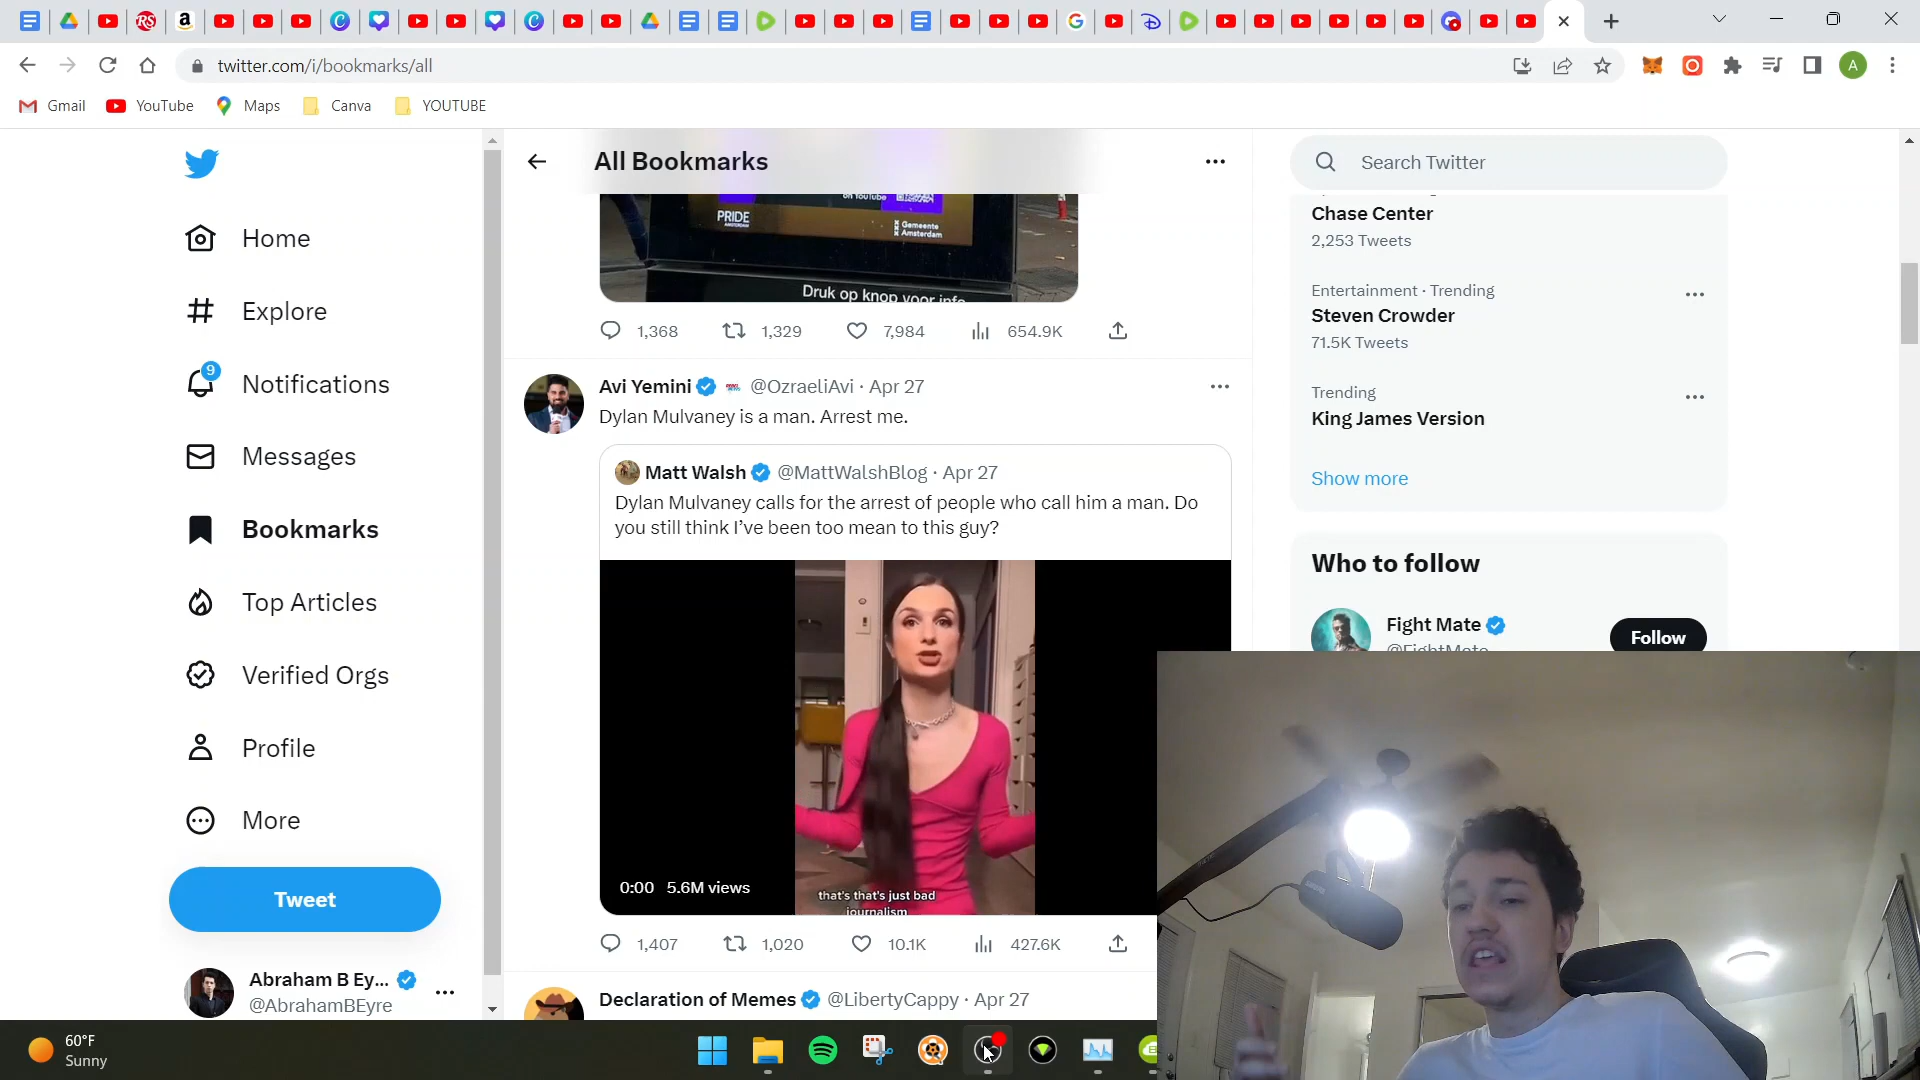 twitter.com/i/bookmarks/all
A
Gmail
YouTube
Maps
Canva
YOUTUBE
Home
Explore
9
Notifications
Messages
Bookmarks
Top Articles
Verified Orgs
Profile
More
Tweet
Abraham B Ey...
@AbrahamBEyre
All Bookmarks
on YouTube
PRIDE
AMSTERDAM
Gemeente
Amsterdam
Druk op knop voor info
1,368
1,329
7,984
654.9K
Avi Yemini @OzraeliAvi · Apr 27
Dylan Mulvaney is a man. Arrest me.
Matt Walsh @MattWalshBlog · Apr 27
Dylan Mulvaney calls for the arrest of people who call him a man. Do
you still think I've been too mean to this guy?
that's that's just bad
journalism
0:00 5.6M views
1,407
1,020
10.1K
427.6K
Declaration of Memes @LibertyCappy · Apr 27
Search Twitter
Chase Center
2,253 Tweets
Entertainment · Trending
Steven Crowder
71.5K Tweets
Trending
King James Version
Show more
Who to follow
Fight Mate
@FightMate
Follow
60°F
Sunny